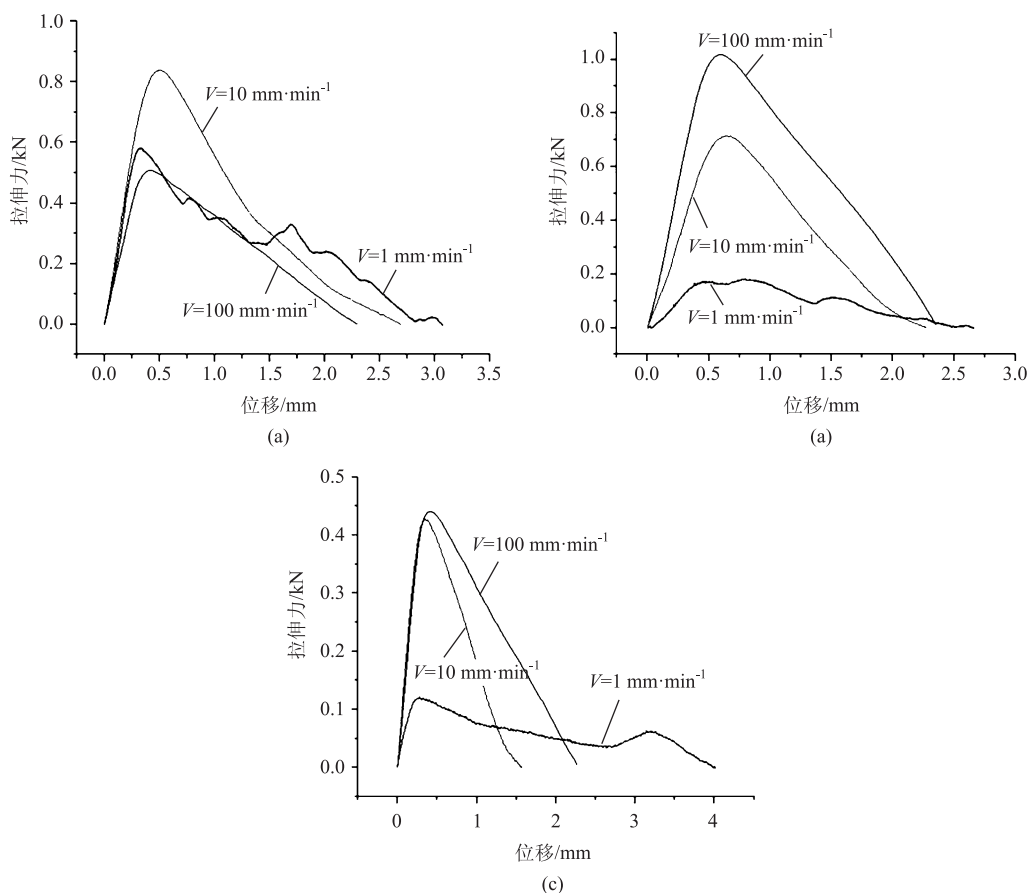 1.0
0.8
0.6
0.4
0.2
0.0
拉伸力/kN
V=10 mm·min⁻¹
V=1 mm·min⁻¹
V=100 mm·min⁻¹
0.0 0.5 1.0 1.5 2.0 2.5 3.0 3.5
位移/mm
(a)
1.0
0.8
0.6
0.4
0.2
0.0
拉伸力/kN
V=100 mm·min⁻¹
V=10 mm·min⁻¹
V=1 mm·min⁻¹
0.0 0.5 1.0 1.5 2.0 2.5 3.0
位移/mm
(a)
0.5
0.4
0.3
0.2
0.1
0.0
拉伸力/kN
V=100 mm·min⁻¹
V=10 mm·min⁻¹
V=1 mm·min⁻¹
0 1 2 3 4
位移/mm
(c)